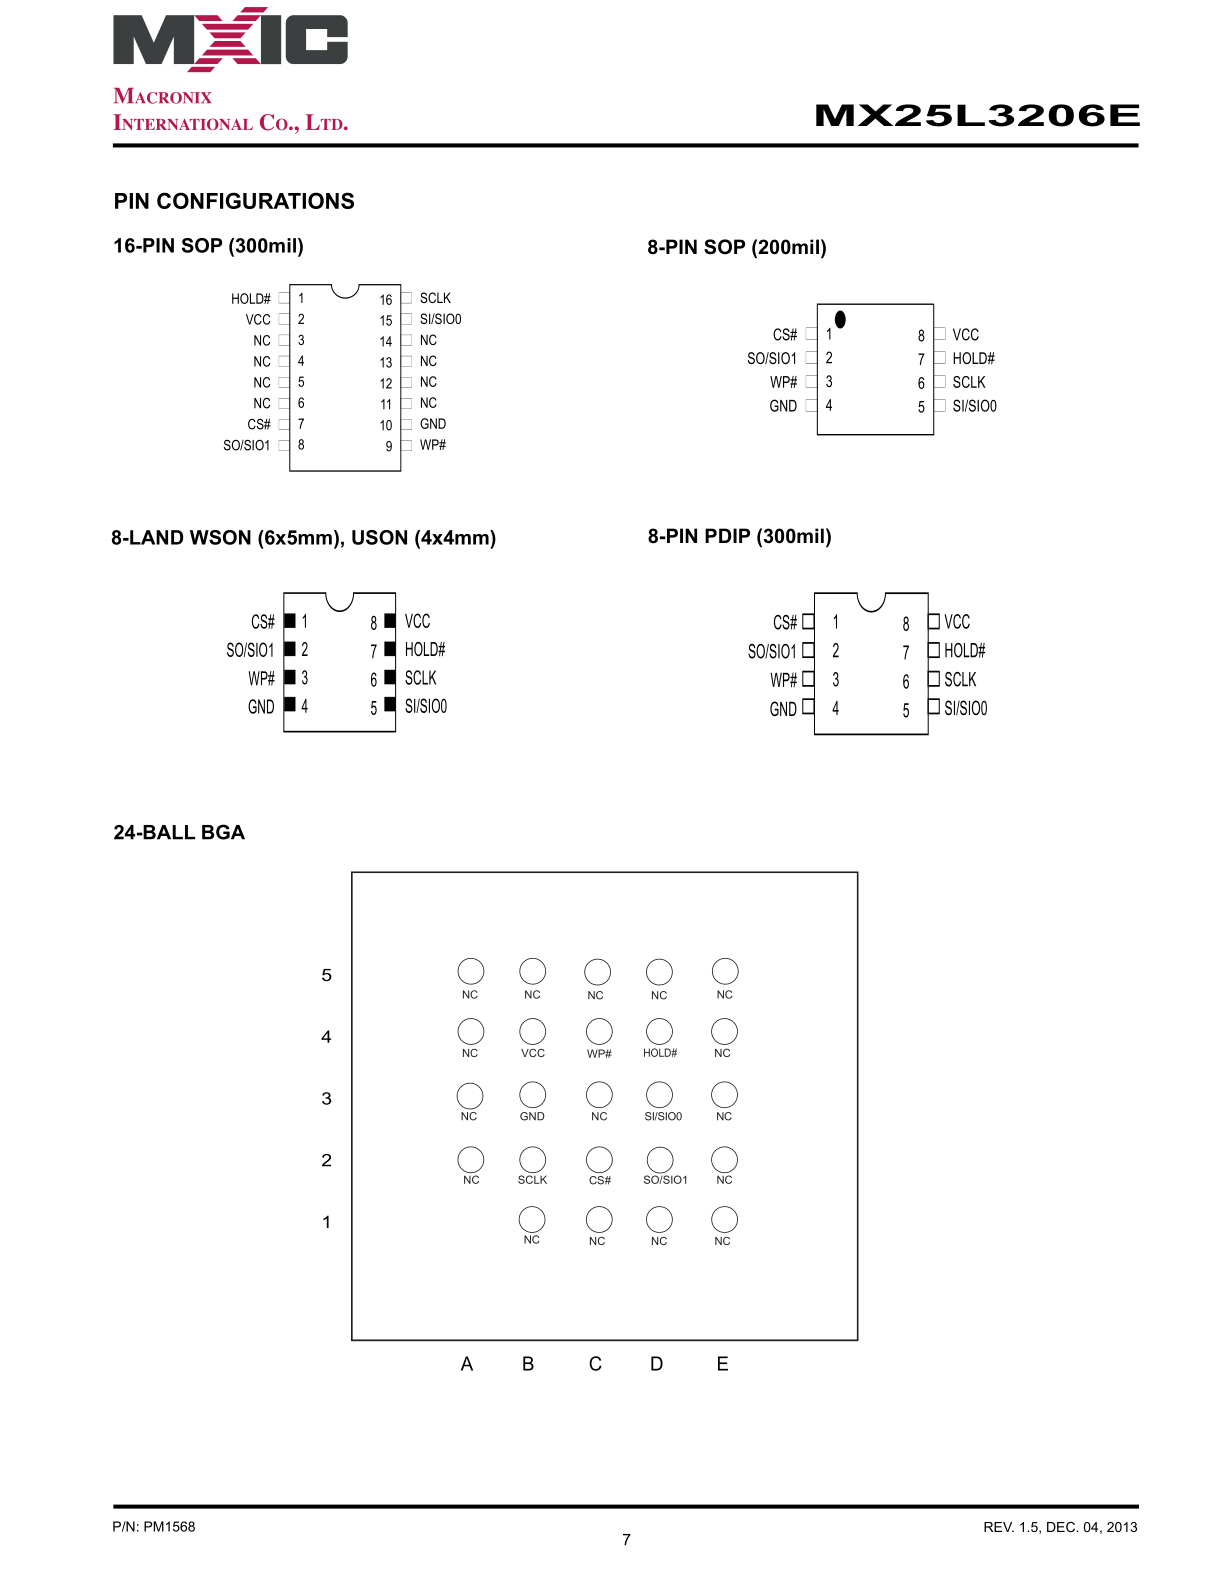 MXIC
MACRONIX
INTERNATIONAL CO., LTD.
MX25L3206E
PIN CONFIGURATIONS
16-PIN SOP (300mil)
HOLD# 1 16 SCLK
VCC 2 15 SI/SIO0
NC 3 14 NC
NC 4 13 NC
NC 5 12 NC
NC 6 11 NC
CS# 7 10 GND
SO/SIO1 8 9 WP#
8-PIN SOP (200mil)
CS# 1 8 VCC
SO/SIO1 2 7 HOLD#
WP# 3 6 SCLK
GND 4 5 SI/SIO0
8-LAND WSON (6x5mm), USON (4x4mm)
CS# 1 8 VCC
SO/SIO1 2 7 HOLD#
WP# 3 6 SCLK
GND 4 5 SI/SIO0
8-PIN PDIP (300mil)
CS# 1 8 VCC
SO/SIO1 2 7 HOLD#
WP# 3 6 SCLK
GND 4 5 SI/SIO0
24-BALL BGA
5
NC NC NC NC NC
4
NC VCC WP# HOLD# NC
3
NC GND NC SI/SIO0 NC
2
NC SCLK CS# SO/SIO1 NC
1
NC NC NC NC
A B C D E
P/N: PM1568
REV. 1.5, DEC. 04, 2013
7